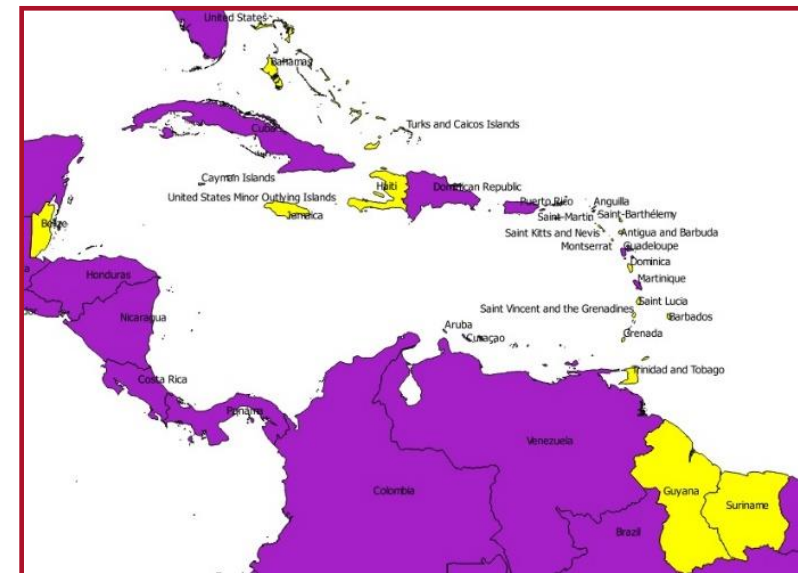 United States
Bahamas
Turks and Caicos Islands
Cuba
Cayman Islands
Haiti
Dominican Republic
United States Minor Outlying Islands
Jamaica
Puerto Rico
Anguilla
Saint-Martin
Saint-Barthélemy
Belize
Saint Kitts and Nevis
Antigua and Barbuda
Montserrat
Guadeloupe
Dominica
Honduras
Martinique
Saint Lucia
Saint Vincent and the Grenadines
Barbados
Nicaragua
Aruba
Curaçao
Grenada
Trinidad and Tobago
Costa Rica
Panama
Venezuela
Colombia
Guyana
Suriname
Brazil